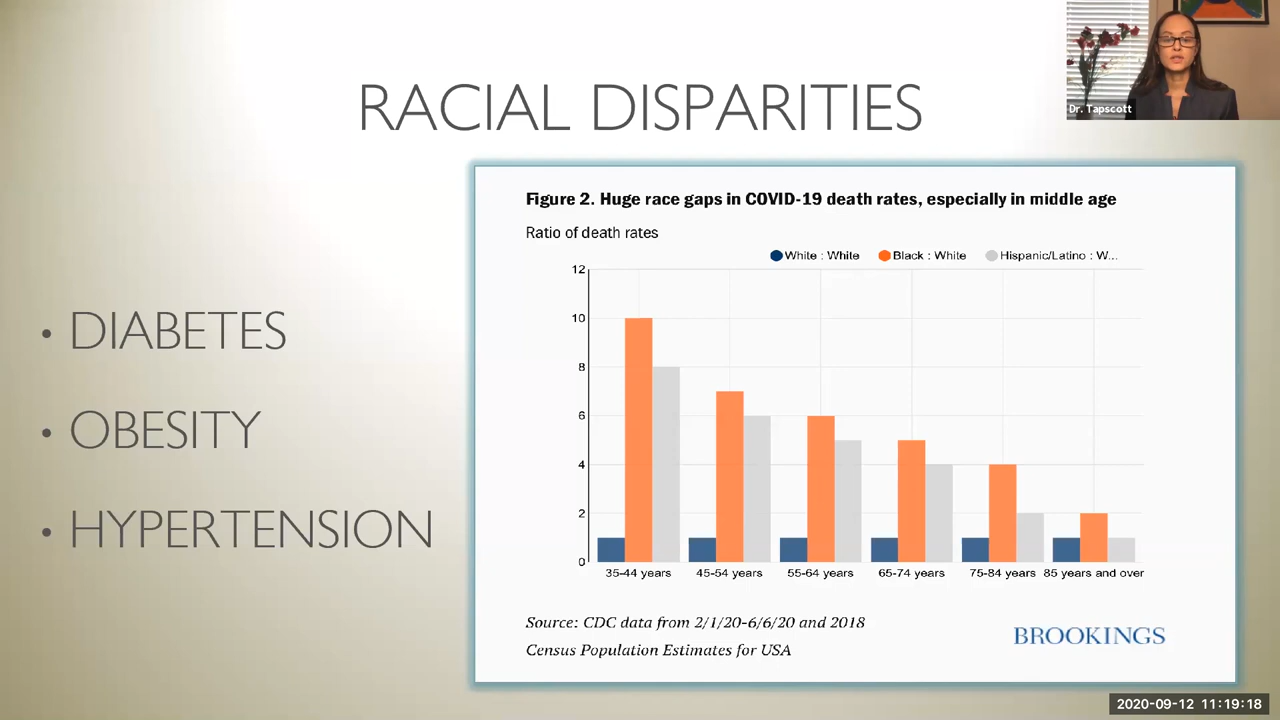 RACIAL DISPARITIES
Dr. Tapscott
• DIABETES
• OBESITY
• HYPERTENSION
Figure 2. Huge race gaps in COVID-19 death rates, especially in middle age
Ratio of death rates
White : White Black : White Hispanic/Latino : W...
12
10
8
6
4
2
0
35-44 years 45-54 years 55-64 years 65-74 years 75-84 years 85 years and over
Source: CDC data from 2/1/20-6/6/20 and 2018
Census Population Estimates for USA
BROOKINGS
2020-09-12 11:19:18